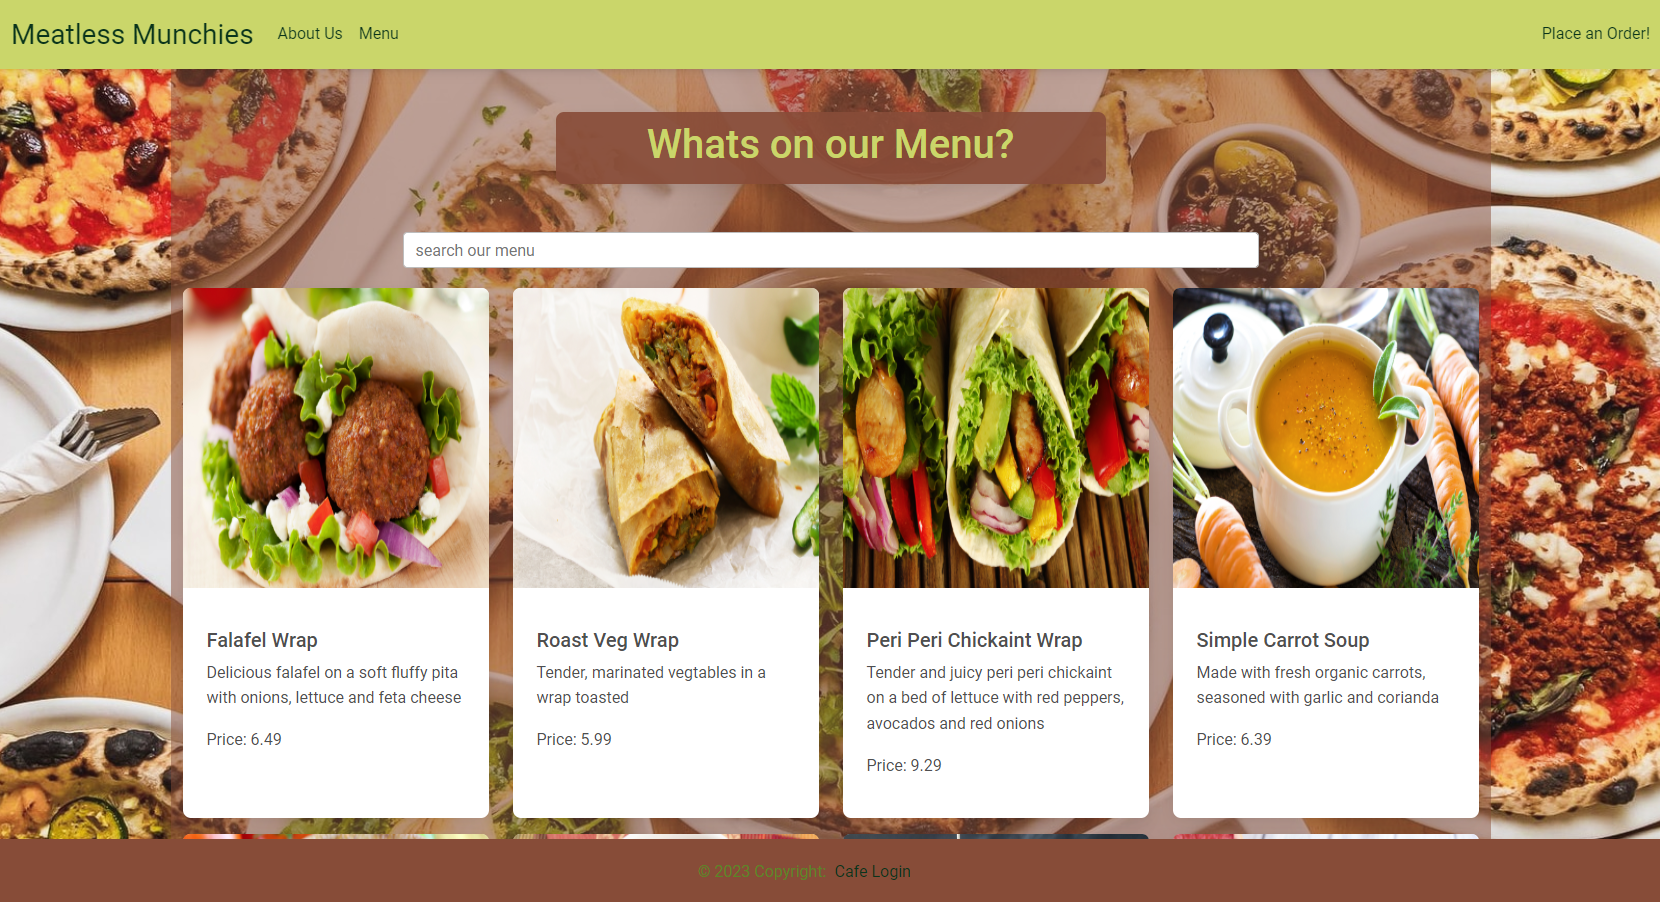 Meatless Munchies About Us Menu Place an Order!
Whats on our Menu?
search our menu
Falafel Wrap
Delicious falafel on a soft fluffy pita
with onions, lettuce and feta cheese
Price: 6.49
Roast Veg Wrap
Tender, marinated vegtables in a
wrap toasted
Price: 5.99
Peri Peri Chickaint Wrap
Tender and juicy peri peri chickaint
on a bed of lettuce with red peppers,
avocados and red onions
Price: 9.29
Simple Carrot Soup
Made with fresh organic carrots,
seasoned with garlic and corianda
Price: 6.39
© 2023 Copyright: Cafe Login